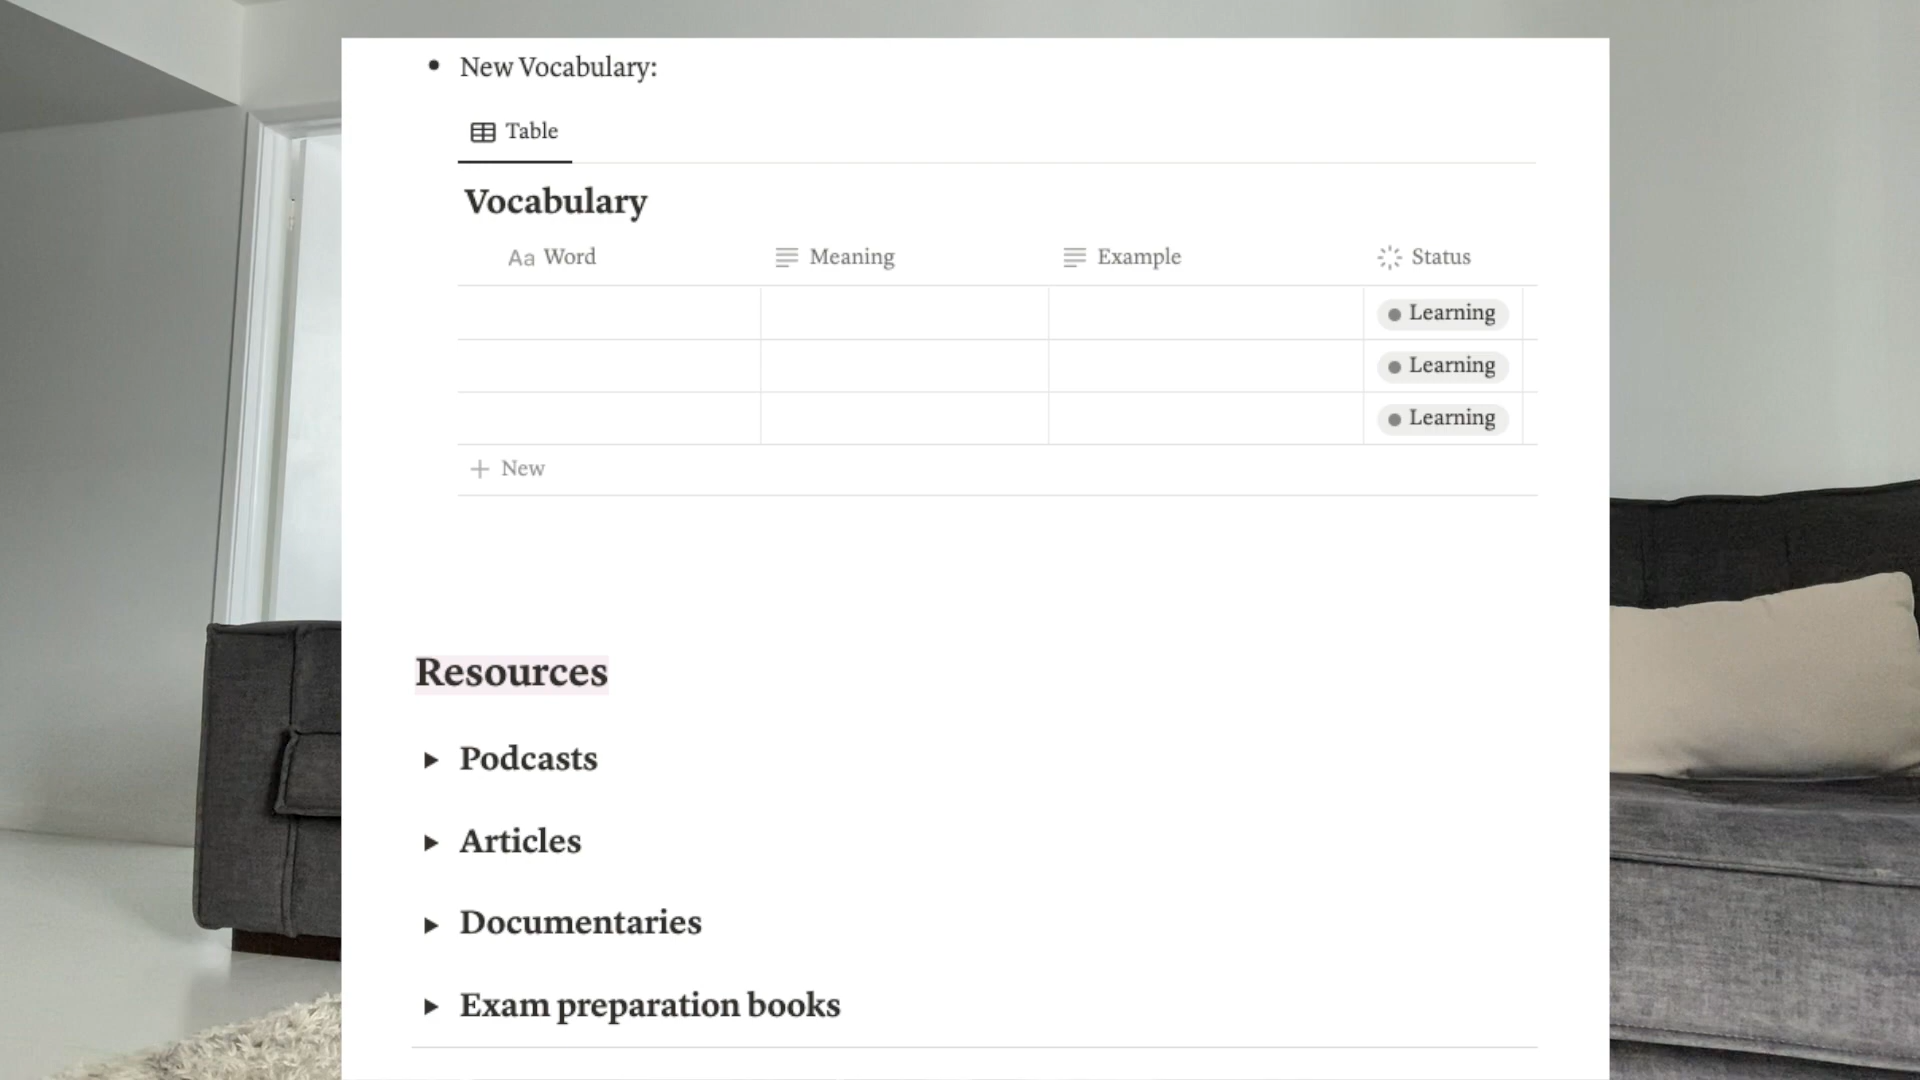 New Vocabulary:
Table
Vocabulary
Aa Word Meaning Example Status
Learning
Learning
Learning
+ New
Resources
Podcasts
Articles
Documentaries
Exam preparation books